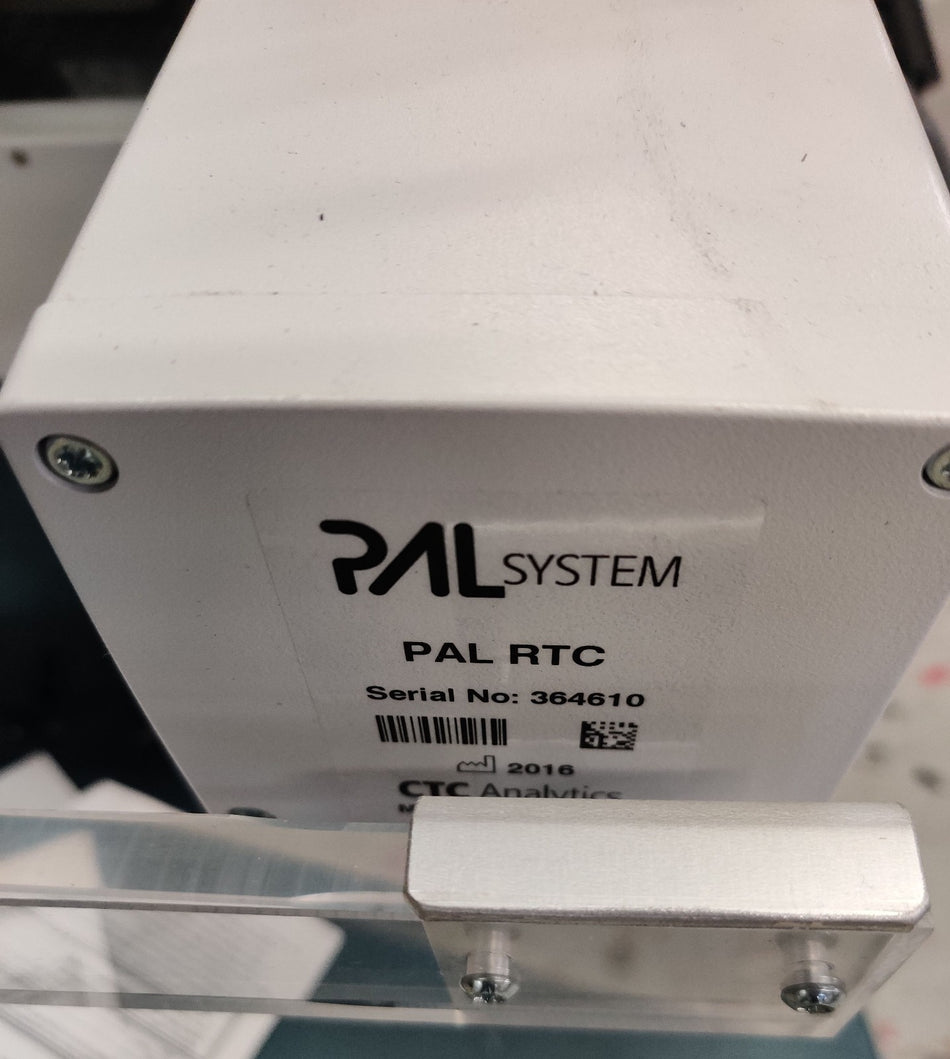 PAL SYSTEM
PAL RTC
Serial No: 364610
2016
CTC Analytics